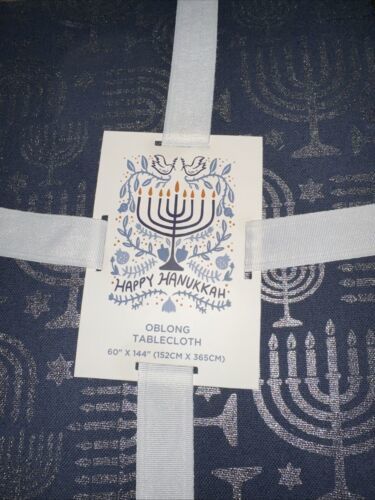 HAPPY HANUKKAH
OBLONG
TABLECLOTH
60" X 144" (152CM X 365CM)